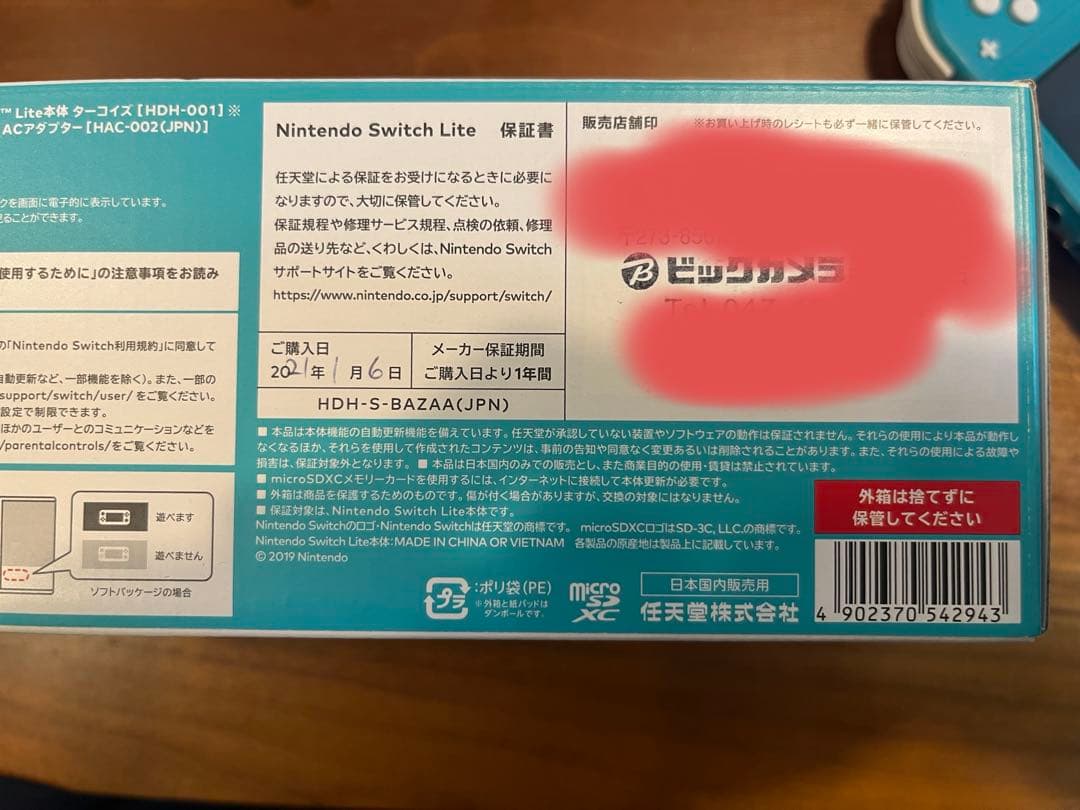 ™ Lite本体 ターコイズ [HDH-001] ※
ACアダプター [HAC-002(JPN)]
クを画面に電子的に表示しています。
見ることができます。
使用するために」の注意事項をお読み
の「Nintendo Switch利用規約」に同意して
自動更新など、一部機能を除く）。また、一部の
support/switch/user/ をご覧ください。
設定で制限できます。
ほかのユーザーとのコミュニケーションなどを
/parentalcontrols/をご覧ください。
遊べます
遊べません
ソフトパッケージの場合
Nintendo Switch Lite 保証書
任天堂による保証をお受けになるときに必要に
なりますので、大切に保管してください。
保証規程や修理サービス規程、点検の依頼、修理
品の送り先など、くわしくは、Nintendo Switch
サポートサイトをご覧ください。
https://www.nintendo.co.jp/support/switch/
ご購入日
2021年1月6日
メーカー保証期間
ご購入日より1年間
HDH-S-BAZAA(JPN)
販売店舗印 ※お買い上げ時のレシートも必ず一緒に保管してください。
ビックカメラ
Tel 047
■ 本品は本体機能の自動更新機能を備えています。任天堂が承認していない装置やソフトウェアの動作は保証されません。それらの使用により本品が動作し
なくなるほか、それらを使用して作成されたコンテンツは、事前の告知や同意なく変更あるいは削除されることがあります。また、それらの使用による故障や
損害は、保証対象外となります。 ■ 本品は日本国内のみでの販売とし、また商業目的の使用・賃貸は禁止されています。
■ microSDXCメモリーカードを使用するには、インターネットに接続して本体更新が必要です。
■ 外箱は商品を保護するためのものです。傷が付く場合がありますが、交換の対象にはなりません。
■ 保証対象は、Nintendo Switch Lite本体です。
Nintendo Switchのロゴ・Nintendo Switchは任天堂の商標です。 microSDXCロゴはSD-3C, LLC.の商標です。
Nintendo Switch Lite本体:MADE IN CHINA OR VIETNAM 各製品の原産地は製品上に記載しています。
© 2019 Nintendo
外箱は捨てずに
保管してください
プラ
:ポリ袋(PE)
※外箱と紙パッドは
ダンボールです。
micro
SD
XC
日本国内販売用
任天堂株式会社
4 902370 542943